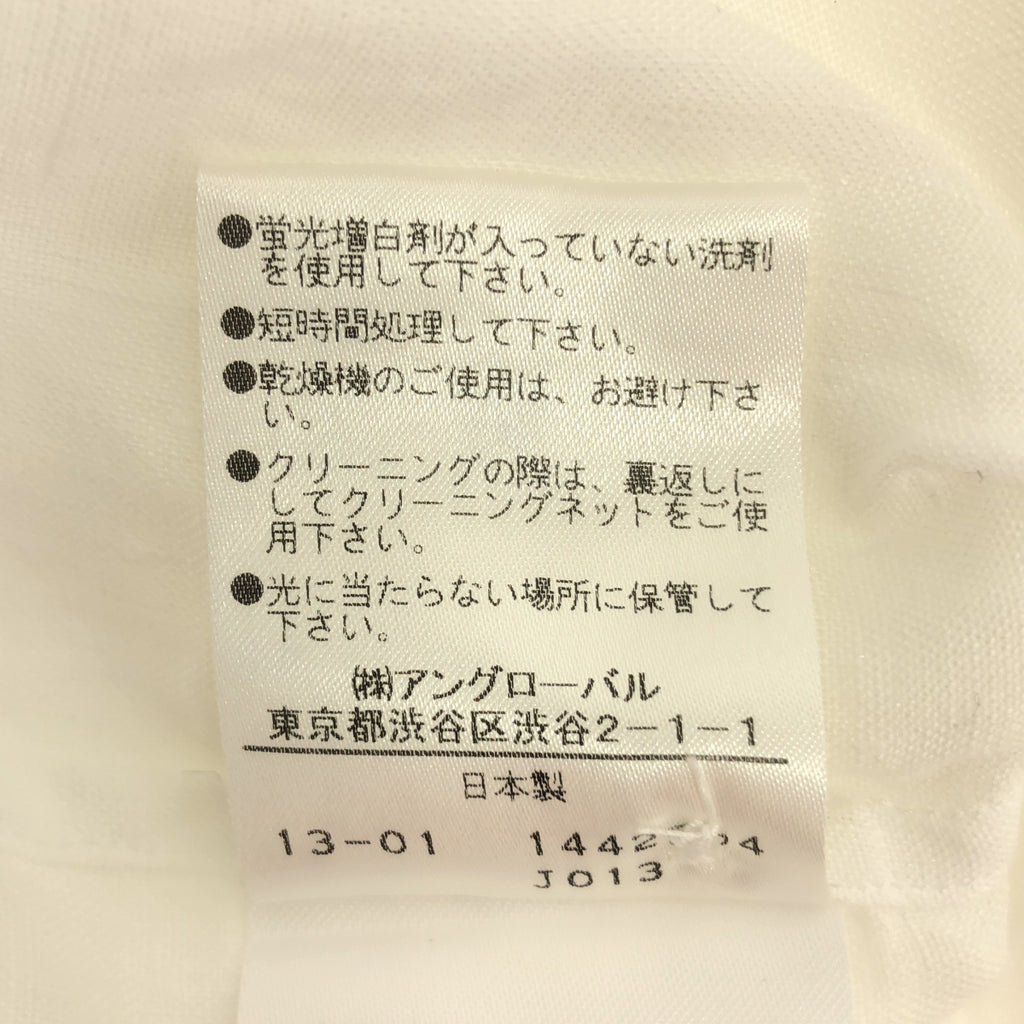 ●蛍光増白剤が入っていない洗剤
を使用して下さい。
●短時間処理して下さい。
●乾燥機のご使用は、お避け下さ
い。
●クリーニングの際は、裏返しに
してクリーニングネットをご使
用下さい。
●光に当たらない場所に保管して
下さい。
㈱アングローバル
東京都渋谷区渋谷2－1－1
日本製
13－01
J013